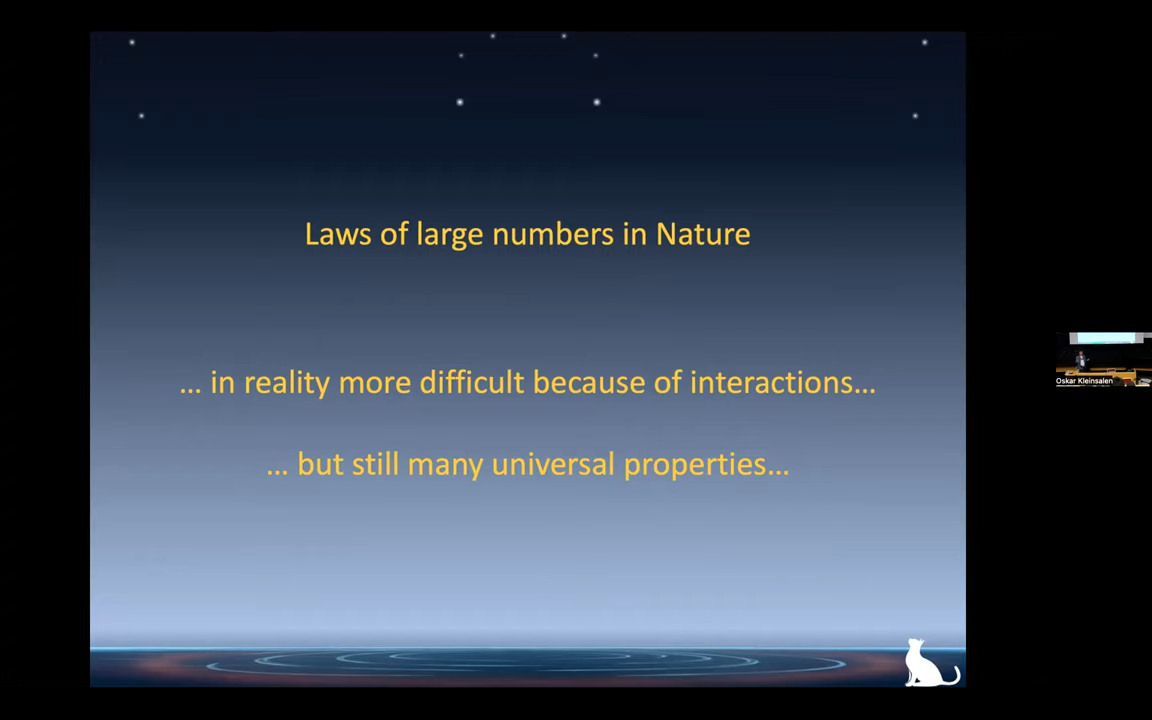 Laws of large numbers in Nature
... in reality more difficult because of interactions...
... but still many universal properties...
Oskar Kleinsalen